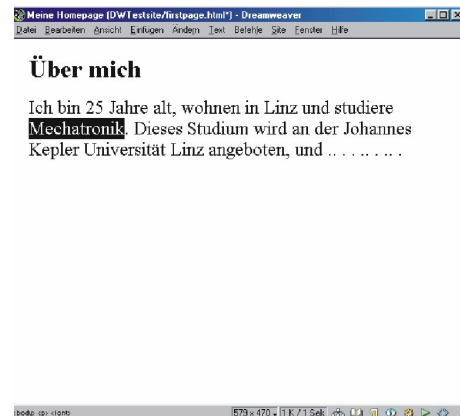 Meine Homepage (DWTestsite/firstpage.html*) - Dreamweaver
Datei Bearbeiten Ansicht Einfügen Ändern Text Befehle Site Fenster Hilfe
Über mich
Ich bin 25 Jahre alt, wohnen in Linz und studiere
Mechatronik. Dieses Studium wird an der Johannes
Kepler Universität Linz angeboten, und .. . . .. . .. .
<body> <p> <font> 579 x 470 1 K / 1 Sek